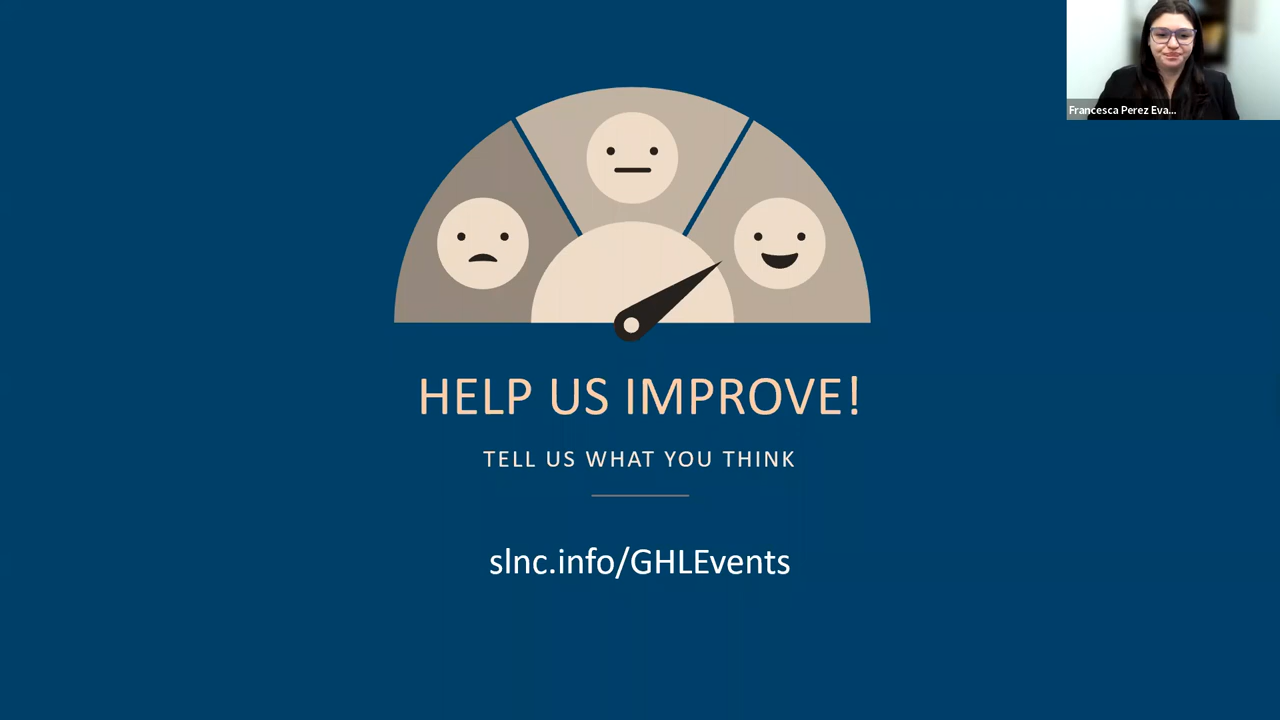 Francesca Perez Eva...
HELP US IMPROVE!
TELL US WHAT YOU THINK
slnc.info/GHLEvents